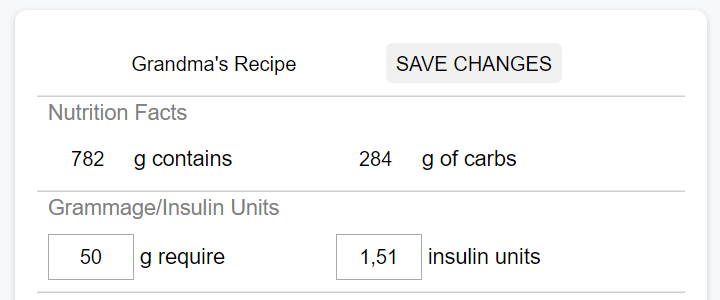 Grandma's Recipe SAVE CHANGES
Nutrition Facts
782 g contains 284 g of carbs
Grammage/Insulin Units
50 g require 1,51 insulin units